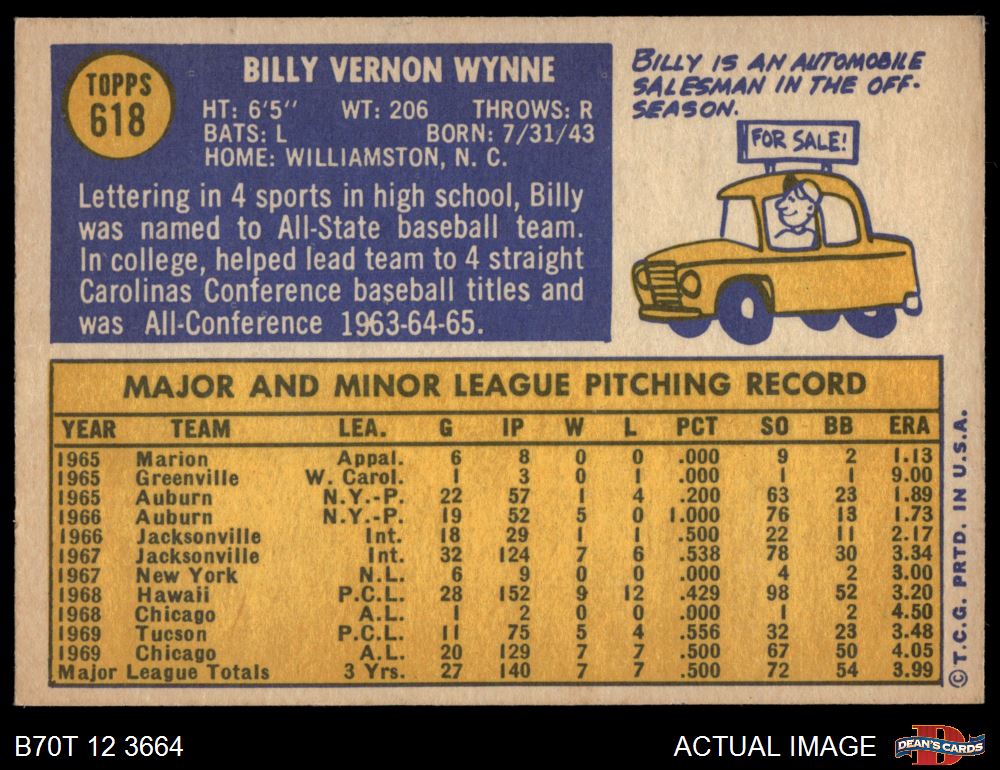 TOPPS
618
BILLY VERNON WYNNE
HT: 6'5" WT: 206 THROWS: R
BATS: L BORN: 7/31/43
HOME: WILLIAMSTON, N. C.
Lettering in 4 sports in high school, Billy
was named to All-State baseball team.
In college, helped lead team to 4 straight
Carolinas Conference baseball titles and
was All-Conference 1963-64-65.
BILLY IS AN AUTOMOBILE
SALESMAN IN THE OFF-
SEASON.
FOR SALE!
MAJOR AND MINOR LEAGUE PITCHING RECORD
YEAR TEAM LEA. G IP W L PCT SO BB ERA
1965 Marion Appal. 6 8 0 0 .000 9 2 1.13
1965 Greenville W. Carol. 1 3 0 1 .000 1 1 9.00
1965 Auburn N.Y.-P. 22 57 1 4 .200 63 23 1.89
1966 Auburn N.Y.-P. 19 52 5 0 1.000 76 13 1.73
1966 Jacksonville Int. 18 29 1 1 .500 22 11 2.17
1967 Jacksonville Int. 32 124 7 6 .538 78 30 3.34
1967 New York N.L. 6 9 0 0 .000 4 2 3.00
1968 Hawaii P.C.L. 28 152 9 12 .429 98 52 3.20
1968 Chicago A.L. 1 2 0 0 .000 1 2 4.50
1969 Tucson P.C.L. 11 75 5 4 .556 32 23 3.48
1969 Chicago A.L. 20 129 7 7 .500 67 50 4.05
Major League Totals 3 Yrs. 27 140 7 7 .500 72 54 3.99
© T.C.G. PRTD. IN U.S.A.
B70T 12 3664
ACTUAL IMAGE
D
DEAN'S CARDS